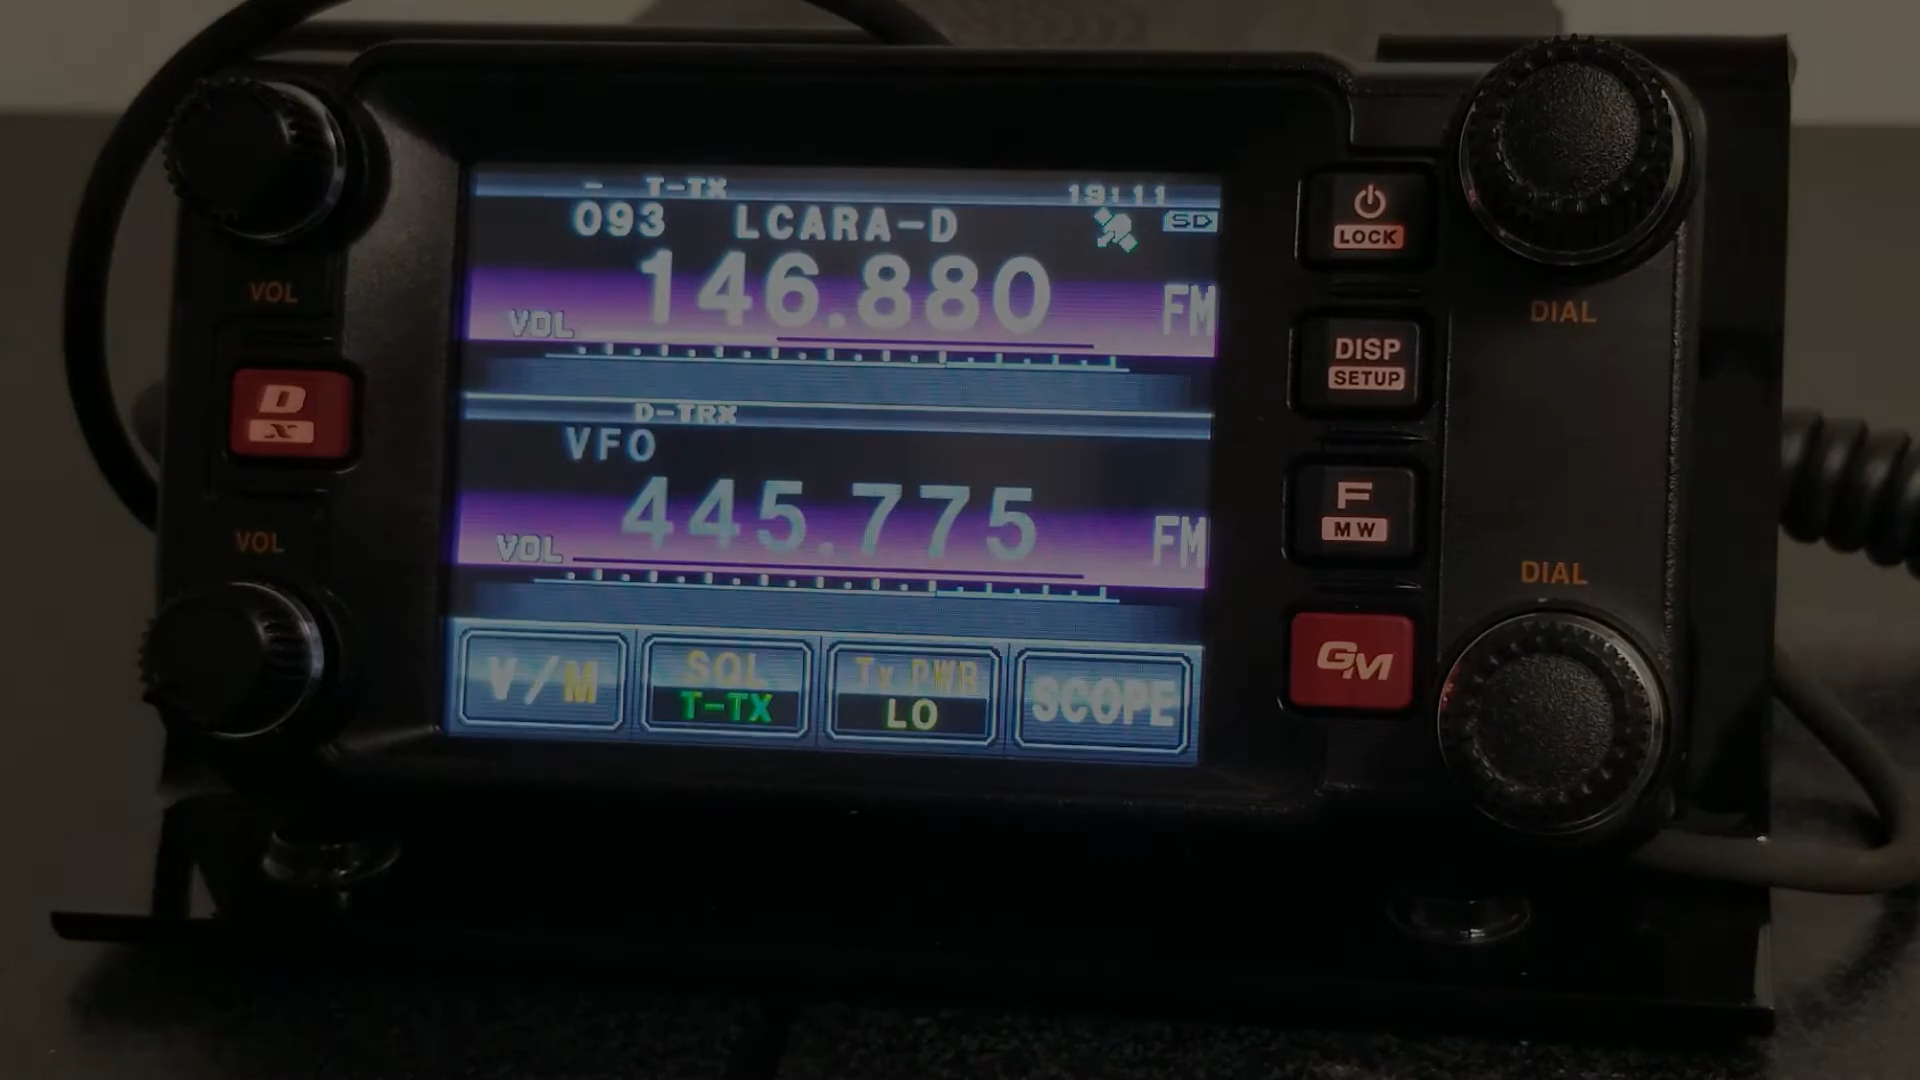 - T-TX 19:11
093 LCARA-D SD
146.880 FM
VOL
D-TRX
VFO
445.775 FM
VOL
V/M SQL T-TX Tx PWR LO SCOPE
VOL
D X
VOL
LOCK
DISP SETUP
F MW
GM
DIAL
DIAL